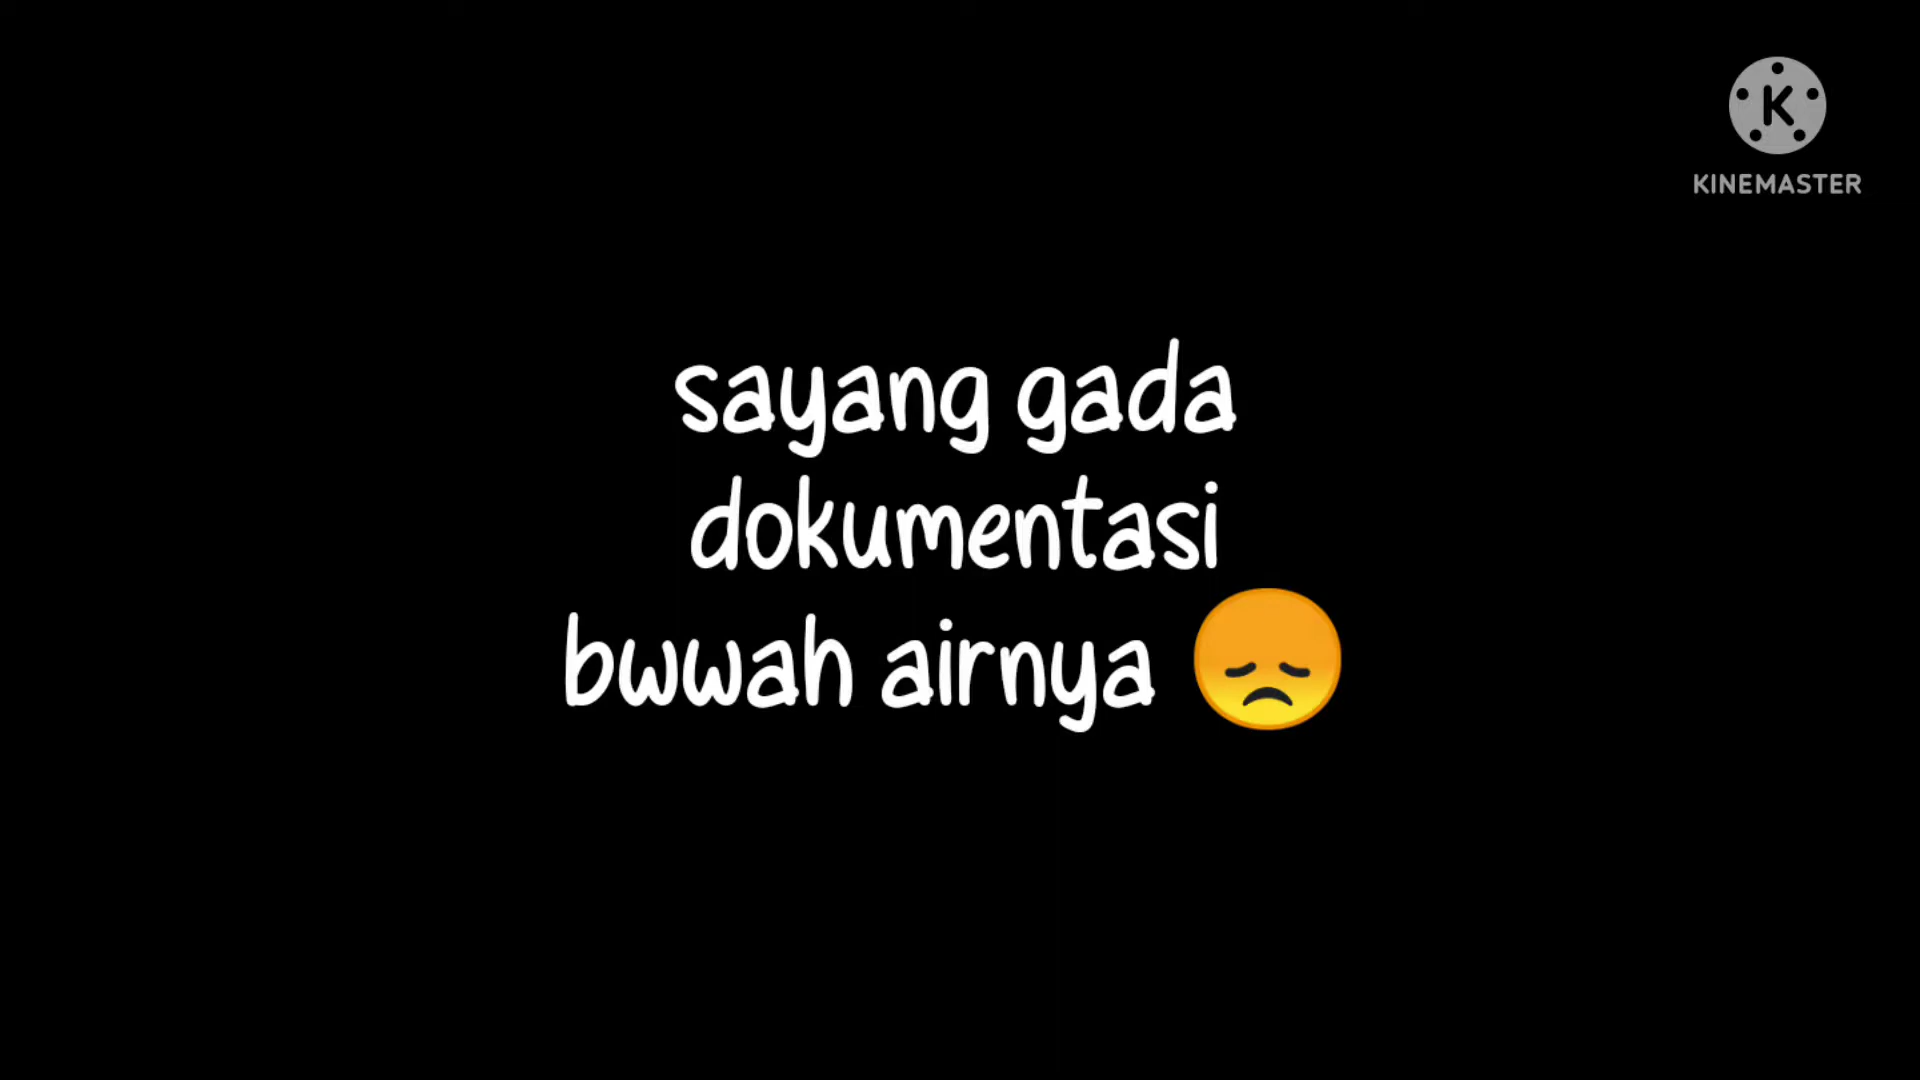 K
KINEMASTER
sayang gada
dokumentasi
bwwah airnya 😞